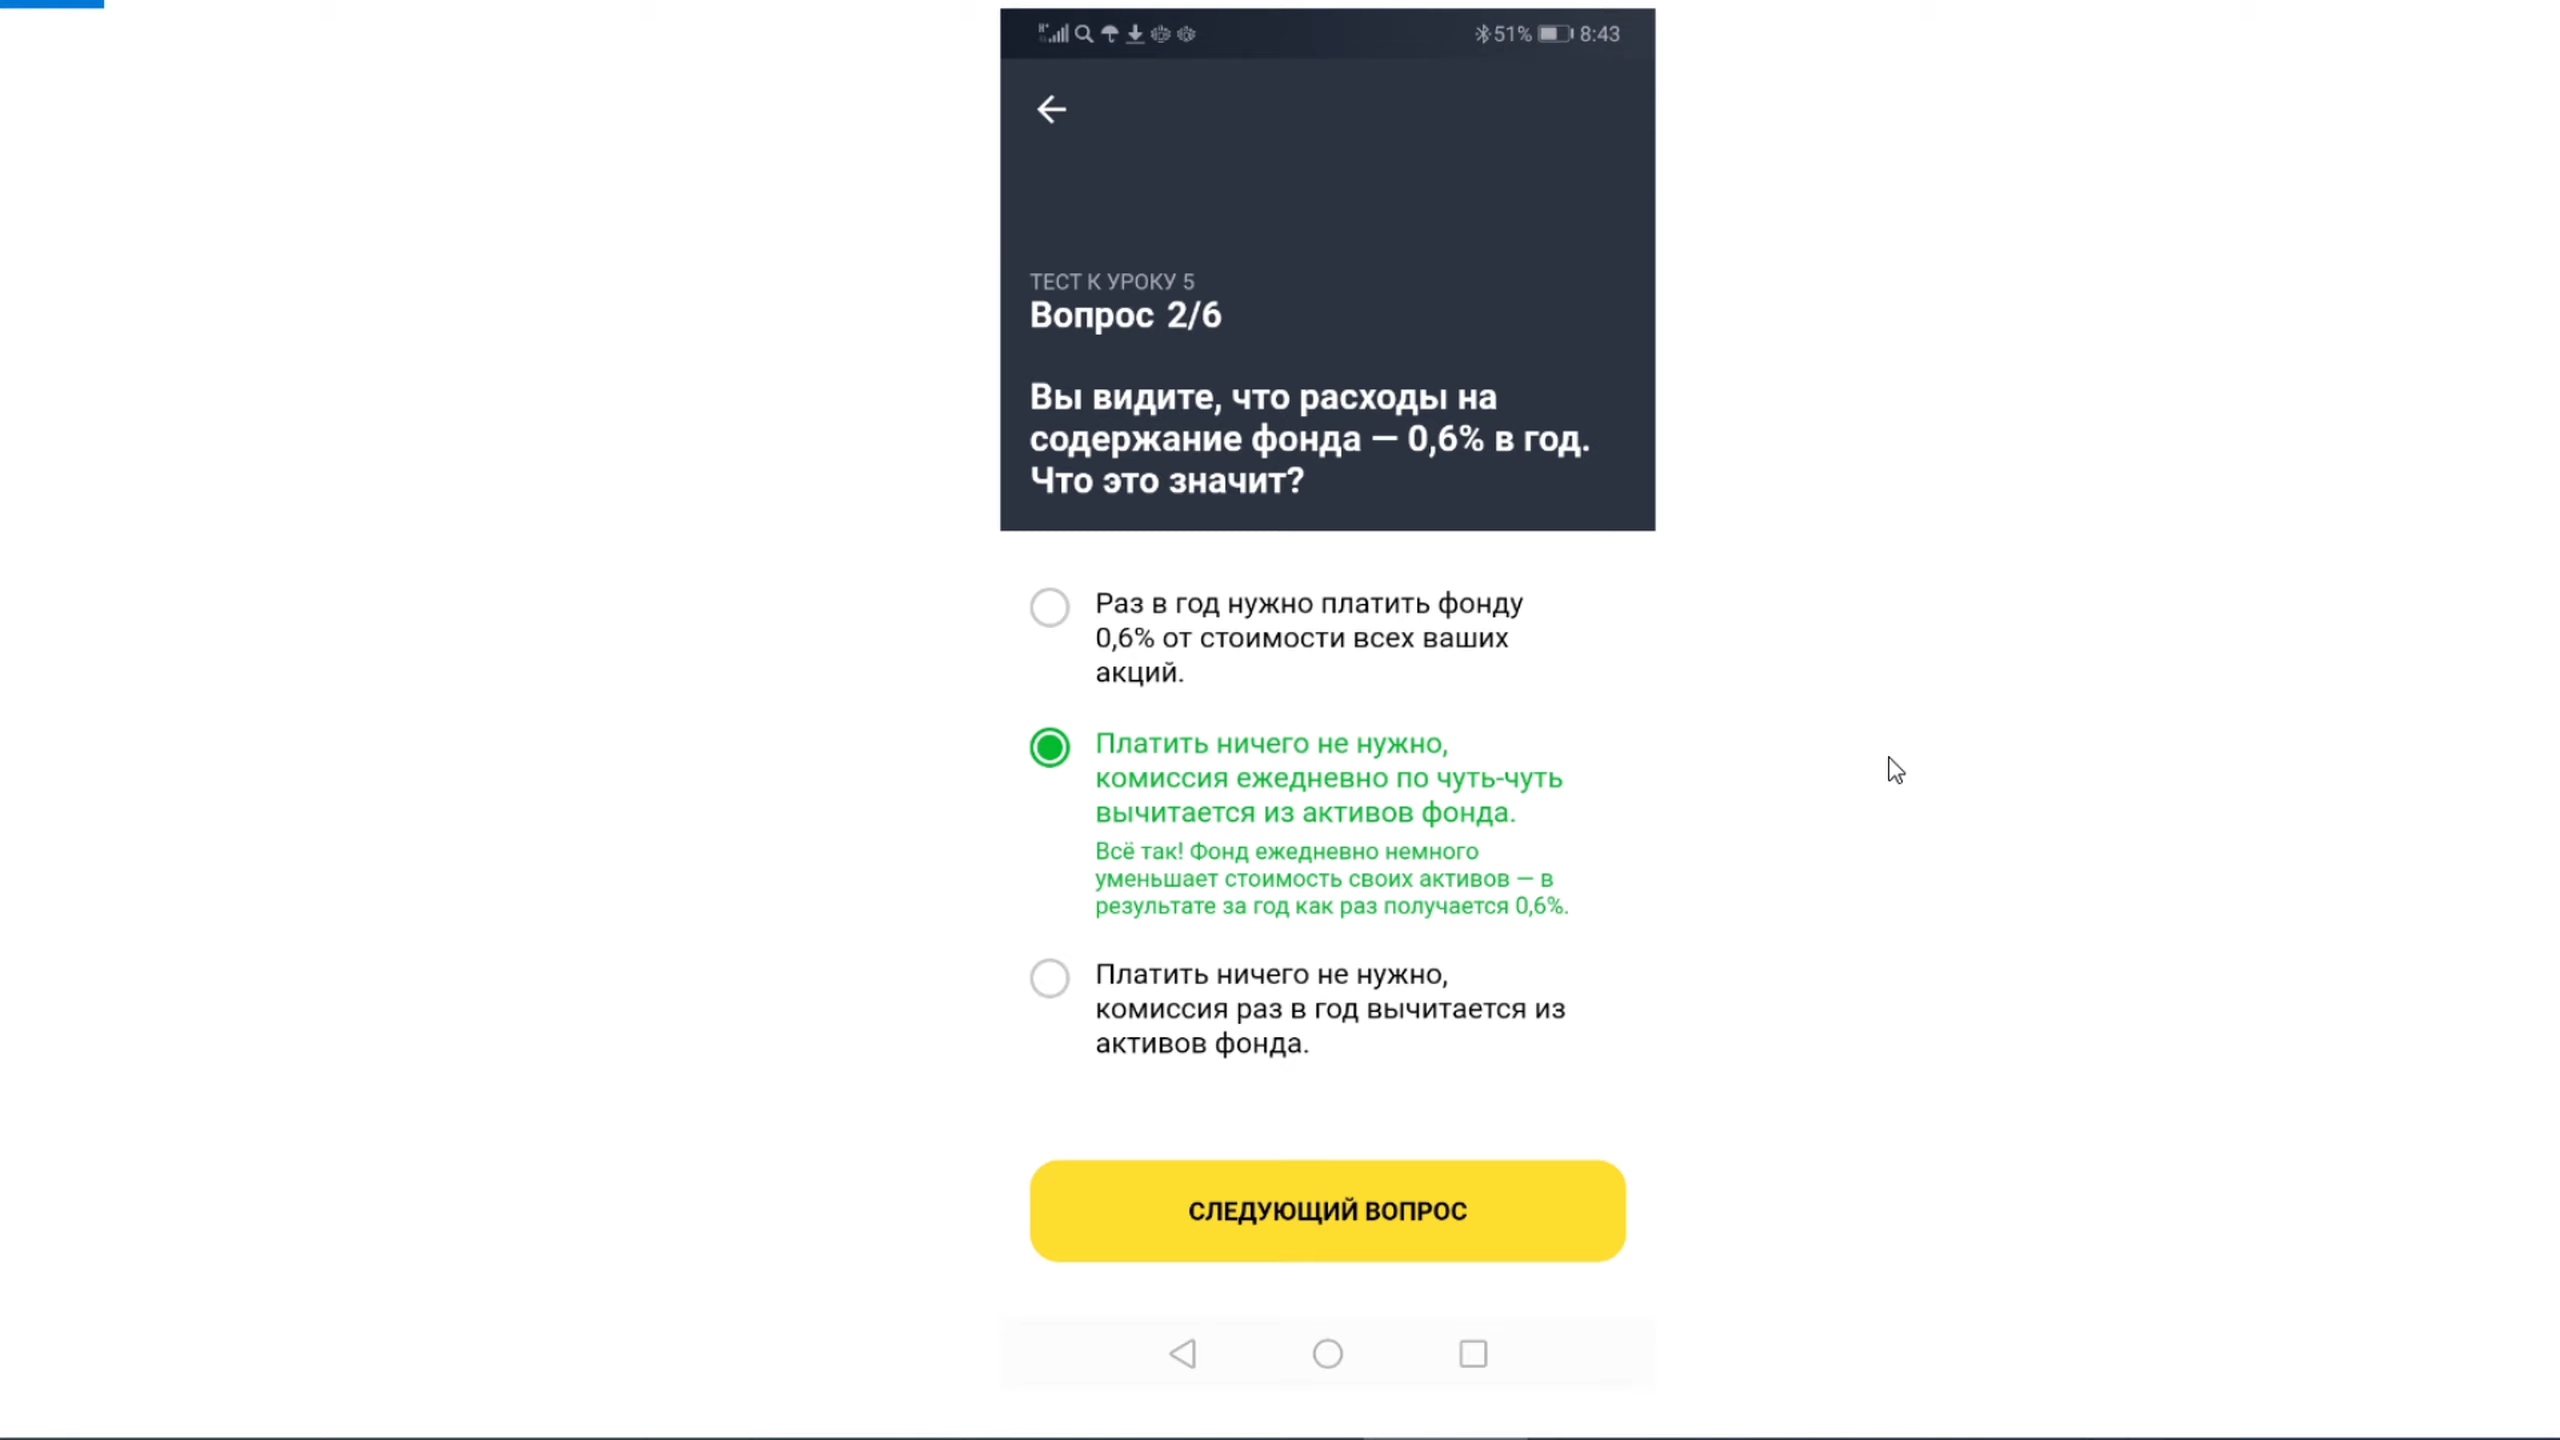 51% 8:43
ТЕСТ К УРОКУ 5
Вопрос 2/6
Вы видите, что расходы на
содержание фонда — 0,6% в год.
Что это значит?
Раз в год нужно платить фонду
0,6% от стоимости всех ваших
акций.
Платить ничего не нужно,
комиссия ежедневно по чуть-чуть
вычитается из активов фонда.
Всё так! Фонд ежедневно немного
уменьшает стоимость своих активов — в
результате за год как раз получается 0,6%.
Платить ничего не нужно,
комиссия раз в год вычитается из
активов фонда.
СЛЕДУЮЩИЙ ВОПРОС